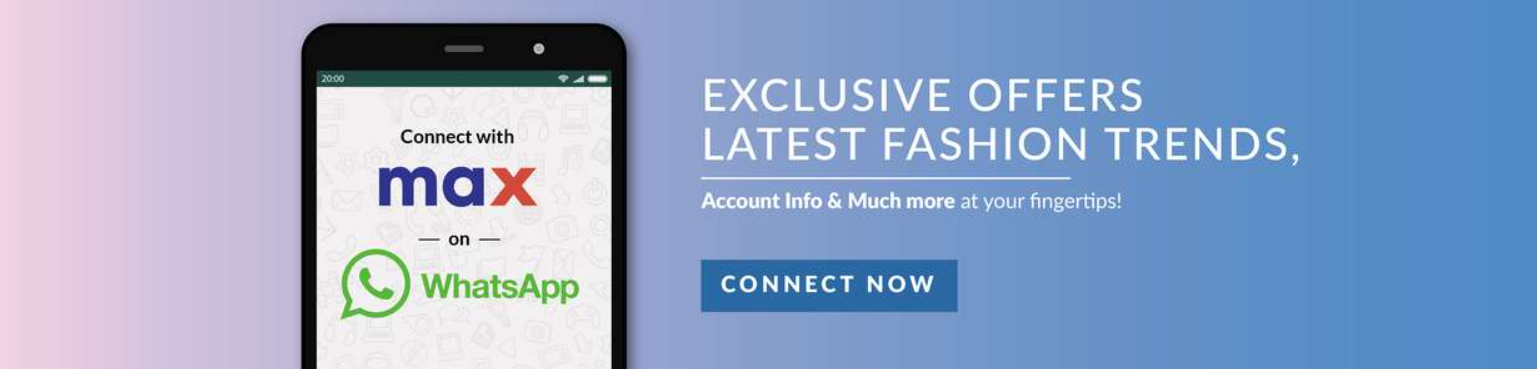 20:00
Connect with
max
on
WhatsApp
EXCLUSIVE OFFERS
LATEST FASHION TRENDS,
Account Info & Much more at your fingertips!
CONNECT NOW